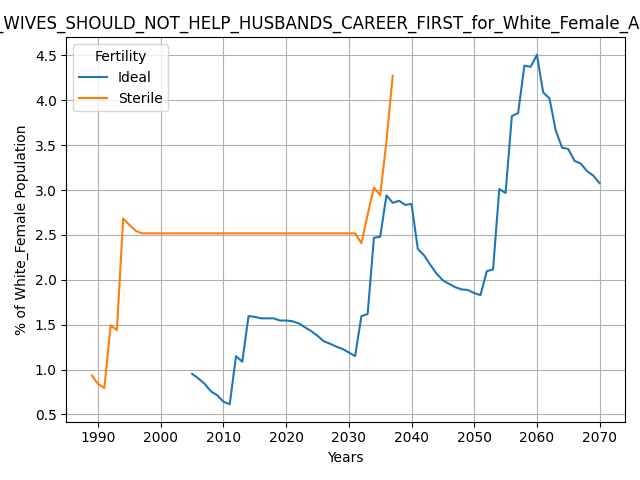 _WIVES_SHOULD_NOT_HELP_HUSBANDS_CAREER_FIRST_for_White_Female_A
Fertility
Ideal
Sterile
% of White_Female Population
4.5
4.0
3.5
3.0
2.5
2.0
1.5
1.0
0.5
1990 2000 2010 2020 2030 2040 2050 2060 2070
Years